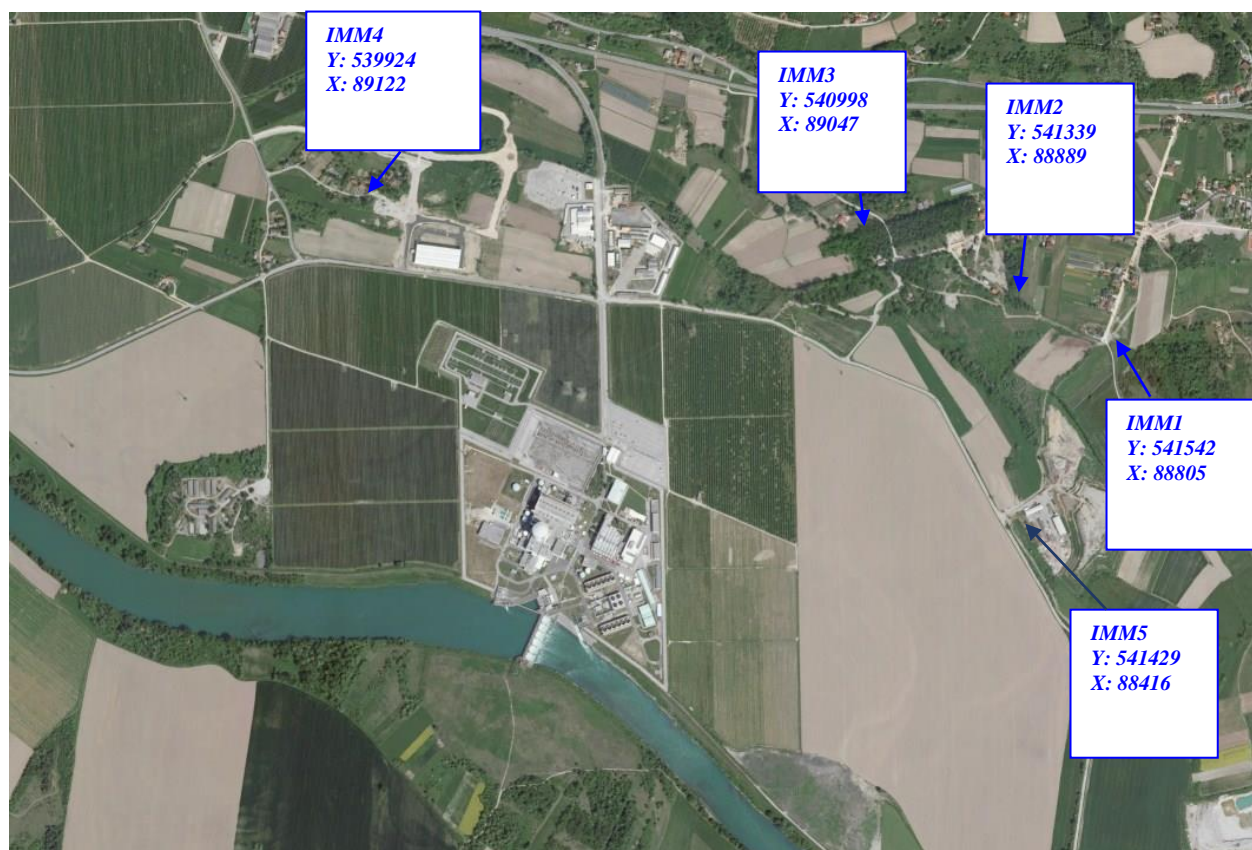 IMM4
Y: 539924
X: 89122
IMM3
Y: 540998
X: 89047
IMM2
Y: 541339
X: 88889
IMM1
Y: 541542
X: 88805
IMM5
Y: 541429
X: 88416